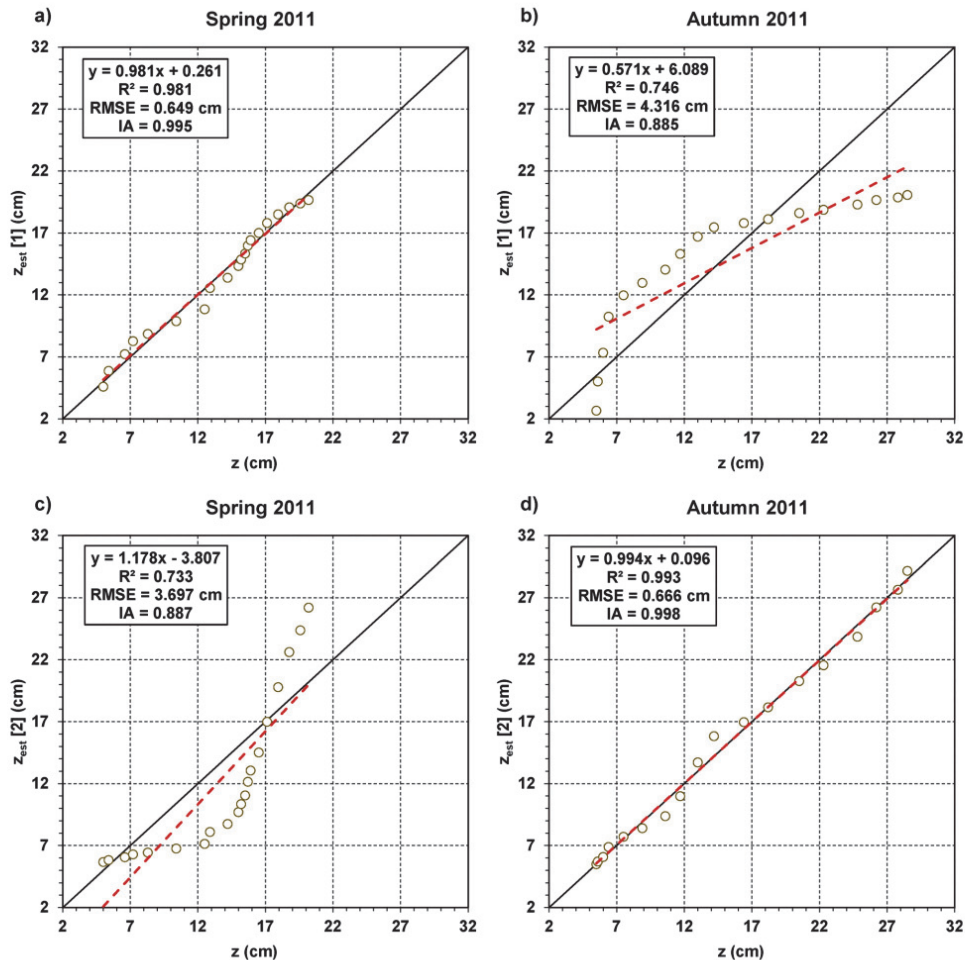 a)
Spring 2011
32
27
22
17
12
7
2
z_est [1] (cm)
y = 0.981x + 0.261
R² = 0.981
RMSE = 0.649 cm
IA = 0.995
2 7 12 17 22 27 32
z (cm)
b)
Autumn 2011
32
27
22
17
12
7
2
z_est [1] (cm)
y = 0.571x + 6.089
R² = 0.746
RMSE = 4.316 cm
IA = 0.885
2 7 12 17 22 27 32
z (cm)
c)
Spring 2011
32
27
22
17
12
7
2
z_est [2] (cm)
y = 1.178x - 3.807
R² = 0.733
RMSE = 3.697 cm
IA = 0.887
2 7 12 17 22 27 32
z (cm)
d)
Autumn 2011
32
27
22
17
12
7
2
z_est [2] (cm)
y = 0.994x + 0.096
R² = 0.993
RMSE = 0.666 cm
IA = 0.998
2 7 12 17 22 27 32
z (cm)